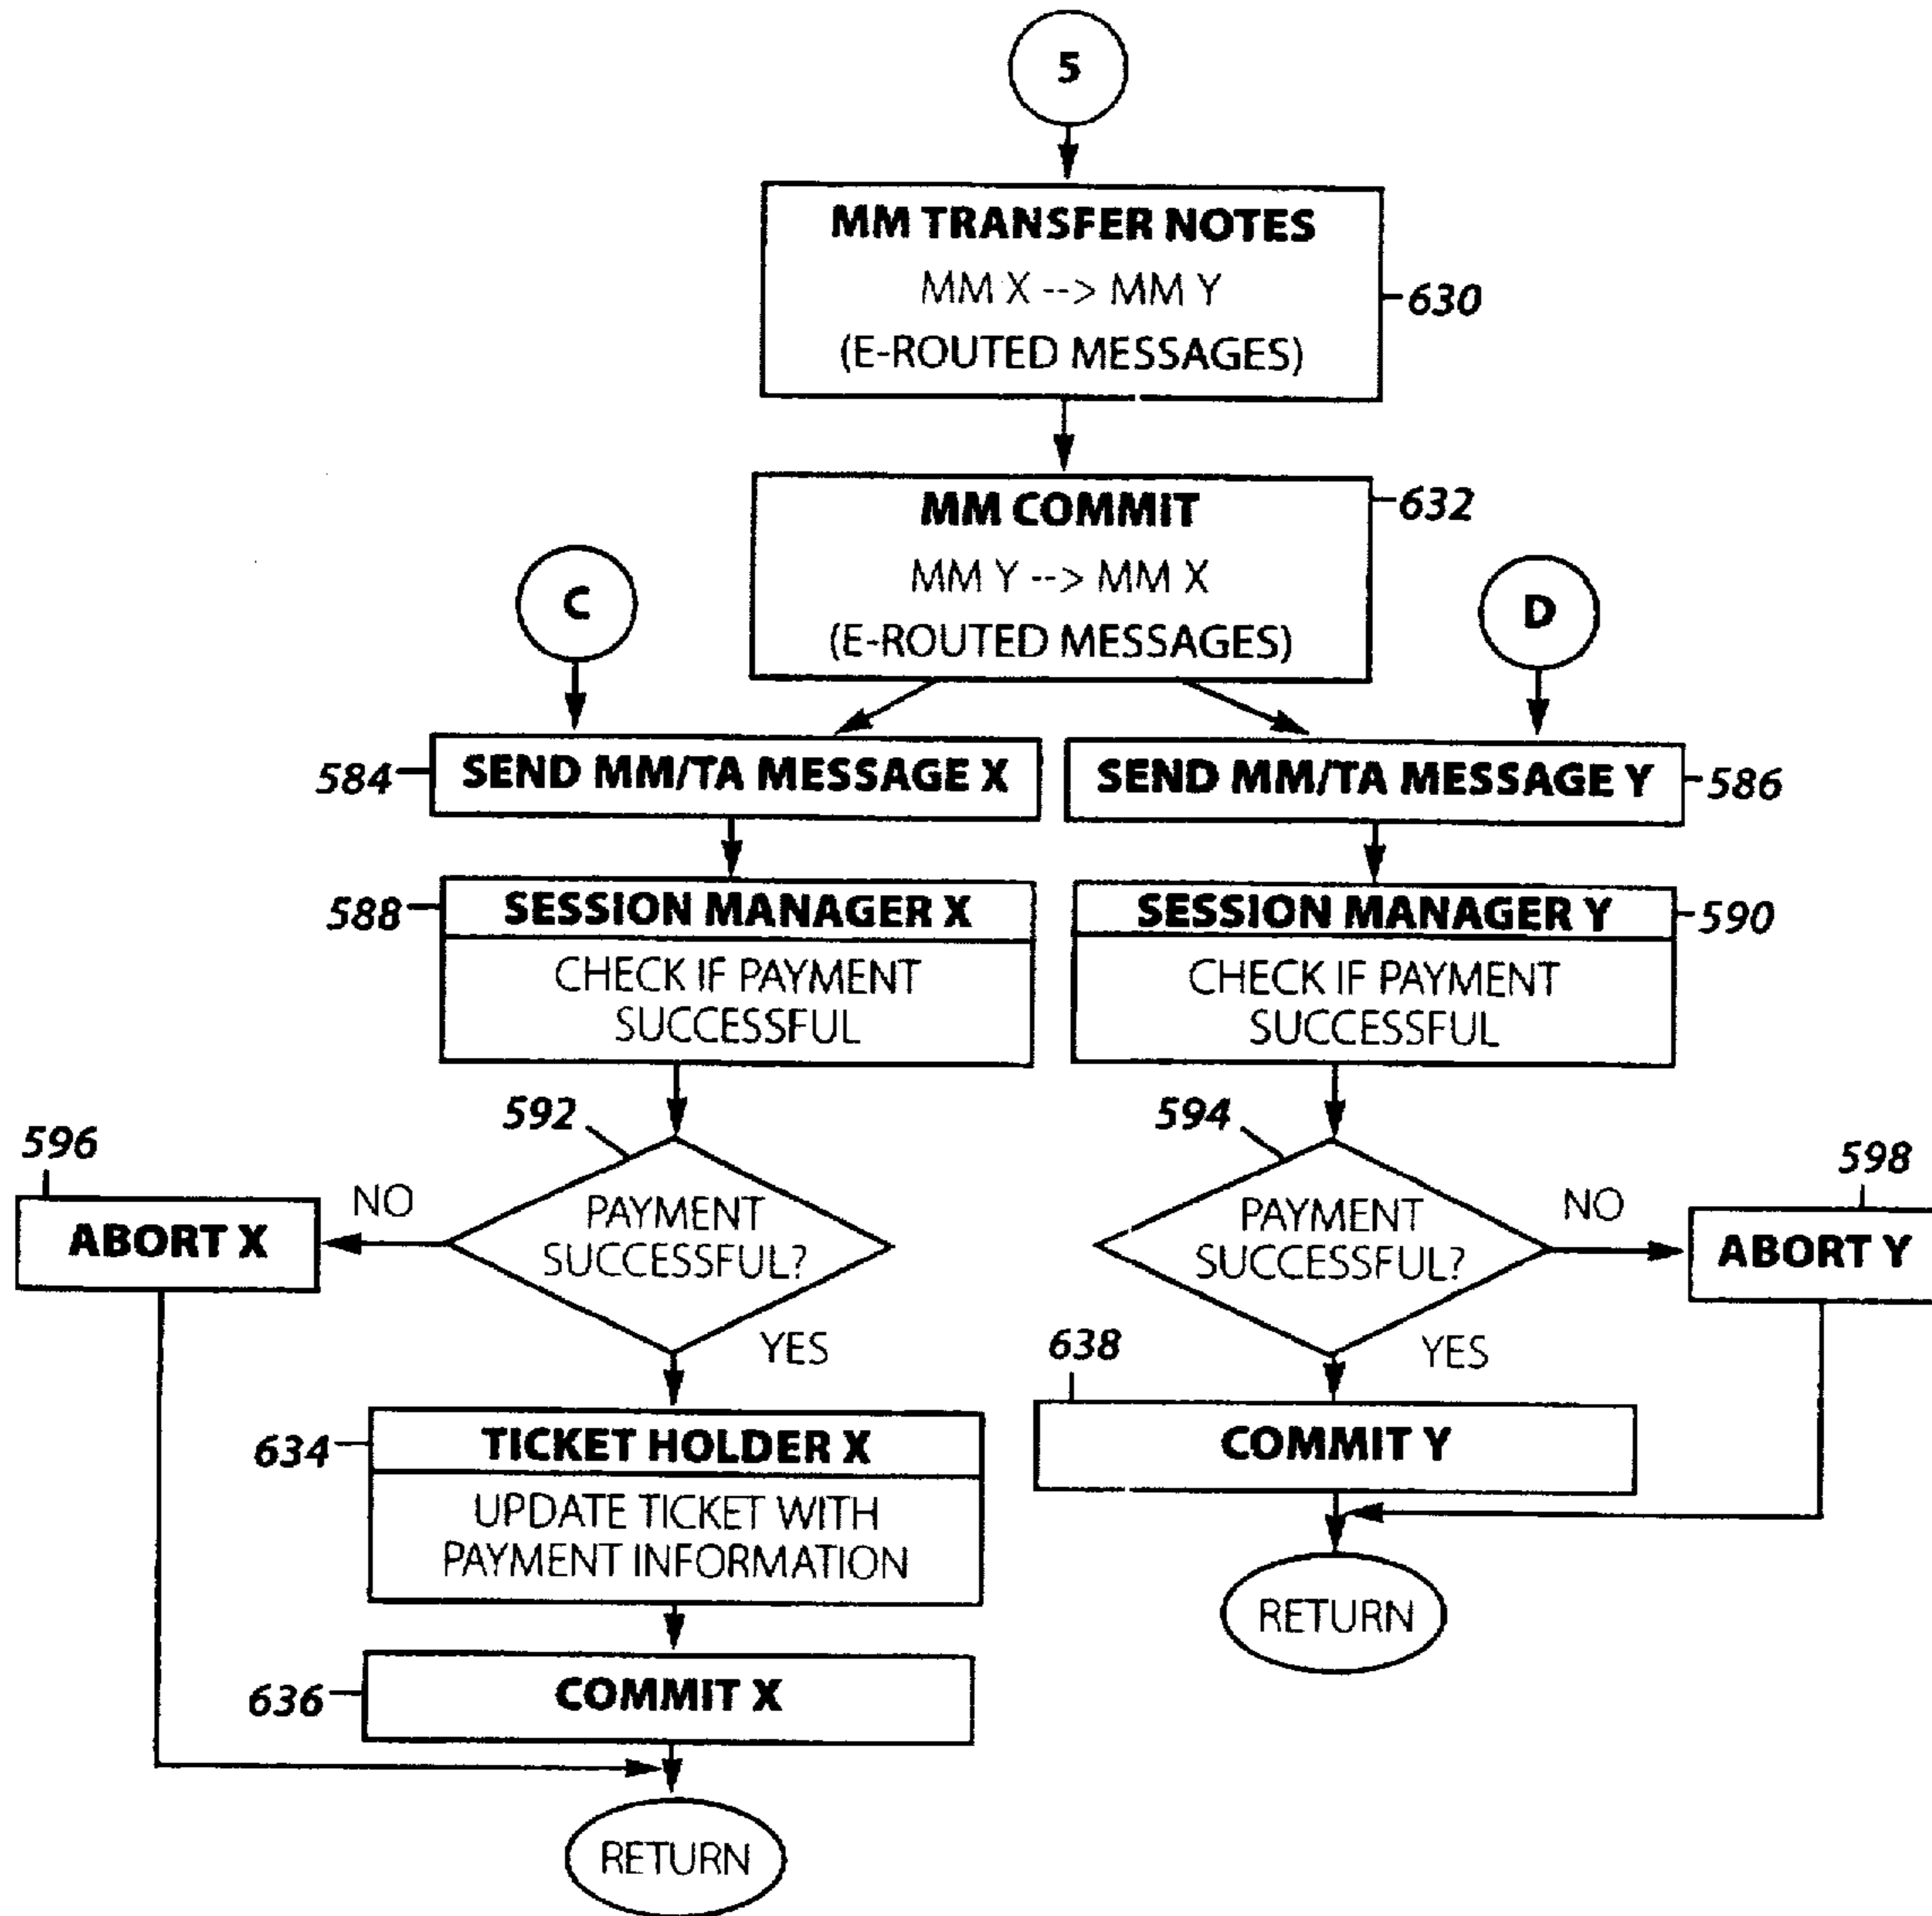 5
MM TRANSFER NOTES
MM X --> MM Y
(E-ROUTED MESSAGES)
630
MM COMMIT
MM Y --> MM X
(E-ROUTED MESSAGES)
632
C
D
584
SEND MM/TA MESSAGE X
SEND MM/TA MESSAGE Y
586
588
SESSION MANAGER X
CHECK IF PAYMENT
SUCCESSFUL
SESSION MANAGER Y
CHECK IF PAYMENT
SUCCESSFUL
590
592
594
596
598
ABORT X
NO
PAYMENT
SUCCESSFUL?
YES
PAYMENT
SUCCESSFUL?
NO
ABORT Y
YES
638
634
TICKET HOLDER X
UPDATE TICKET WITH
PAYMENT INFORMATION
COMMIT Y
RETURN
636
COMMIT X
RETURN